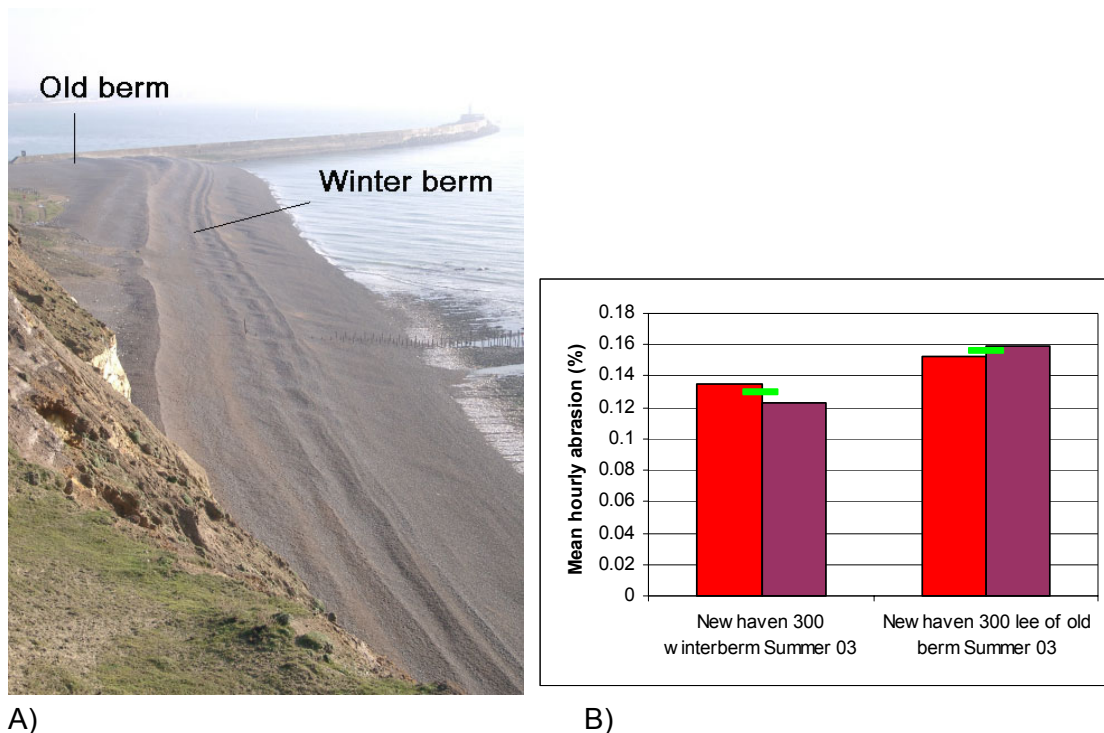 Old berm
Winter berm
Mean hourly abrasion (%)
0.18
0.16
0.14
0.12
0.1
0.08
0.06
0.04
0.02
0
New haven 300
w interberm Summer 03
New haven 300 lee of old
berm Summer 03
A)
B)